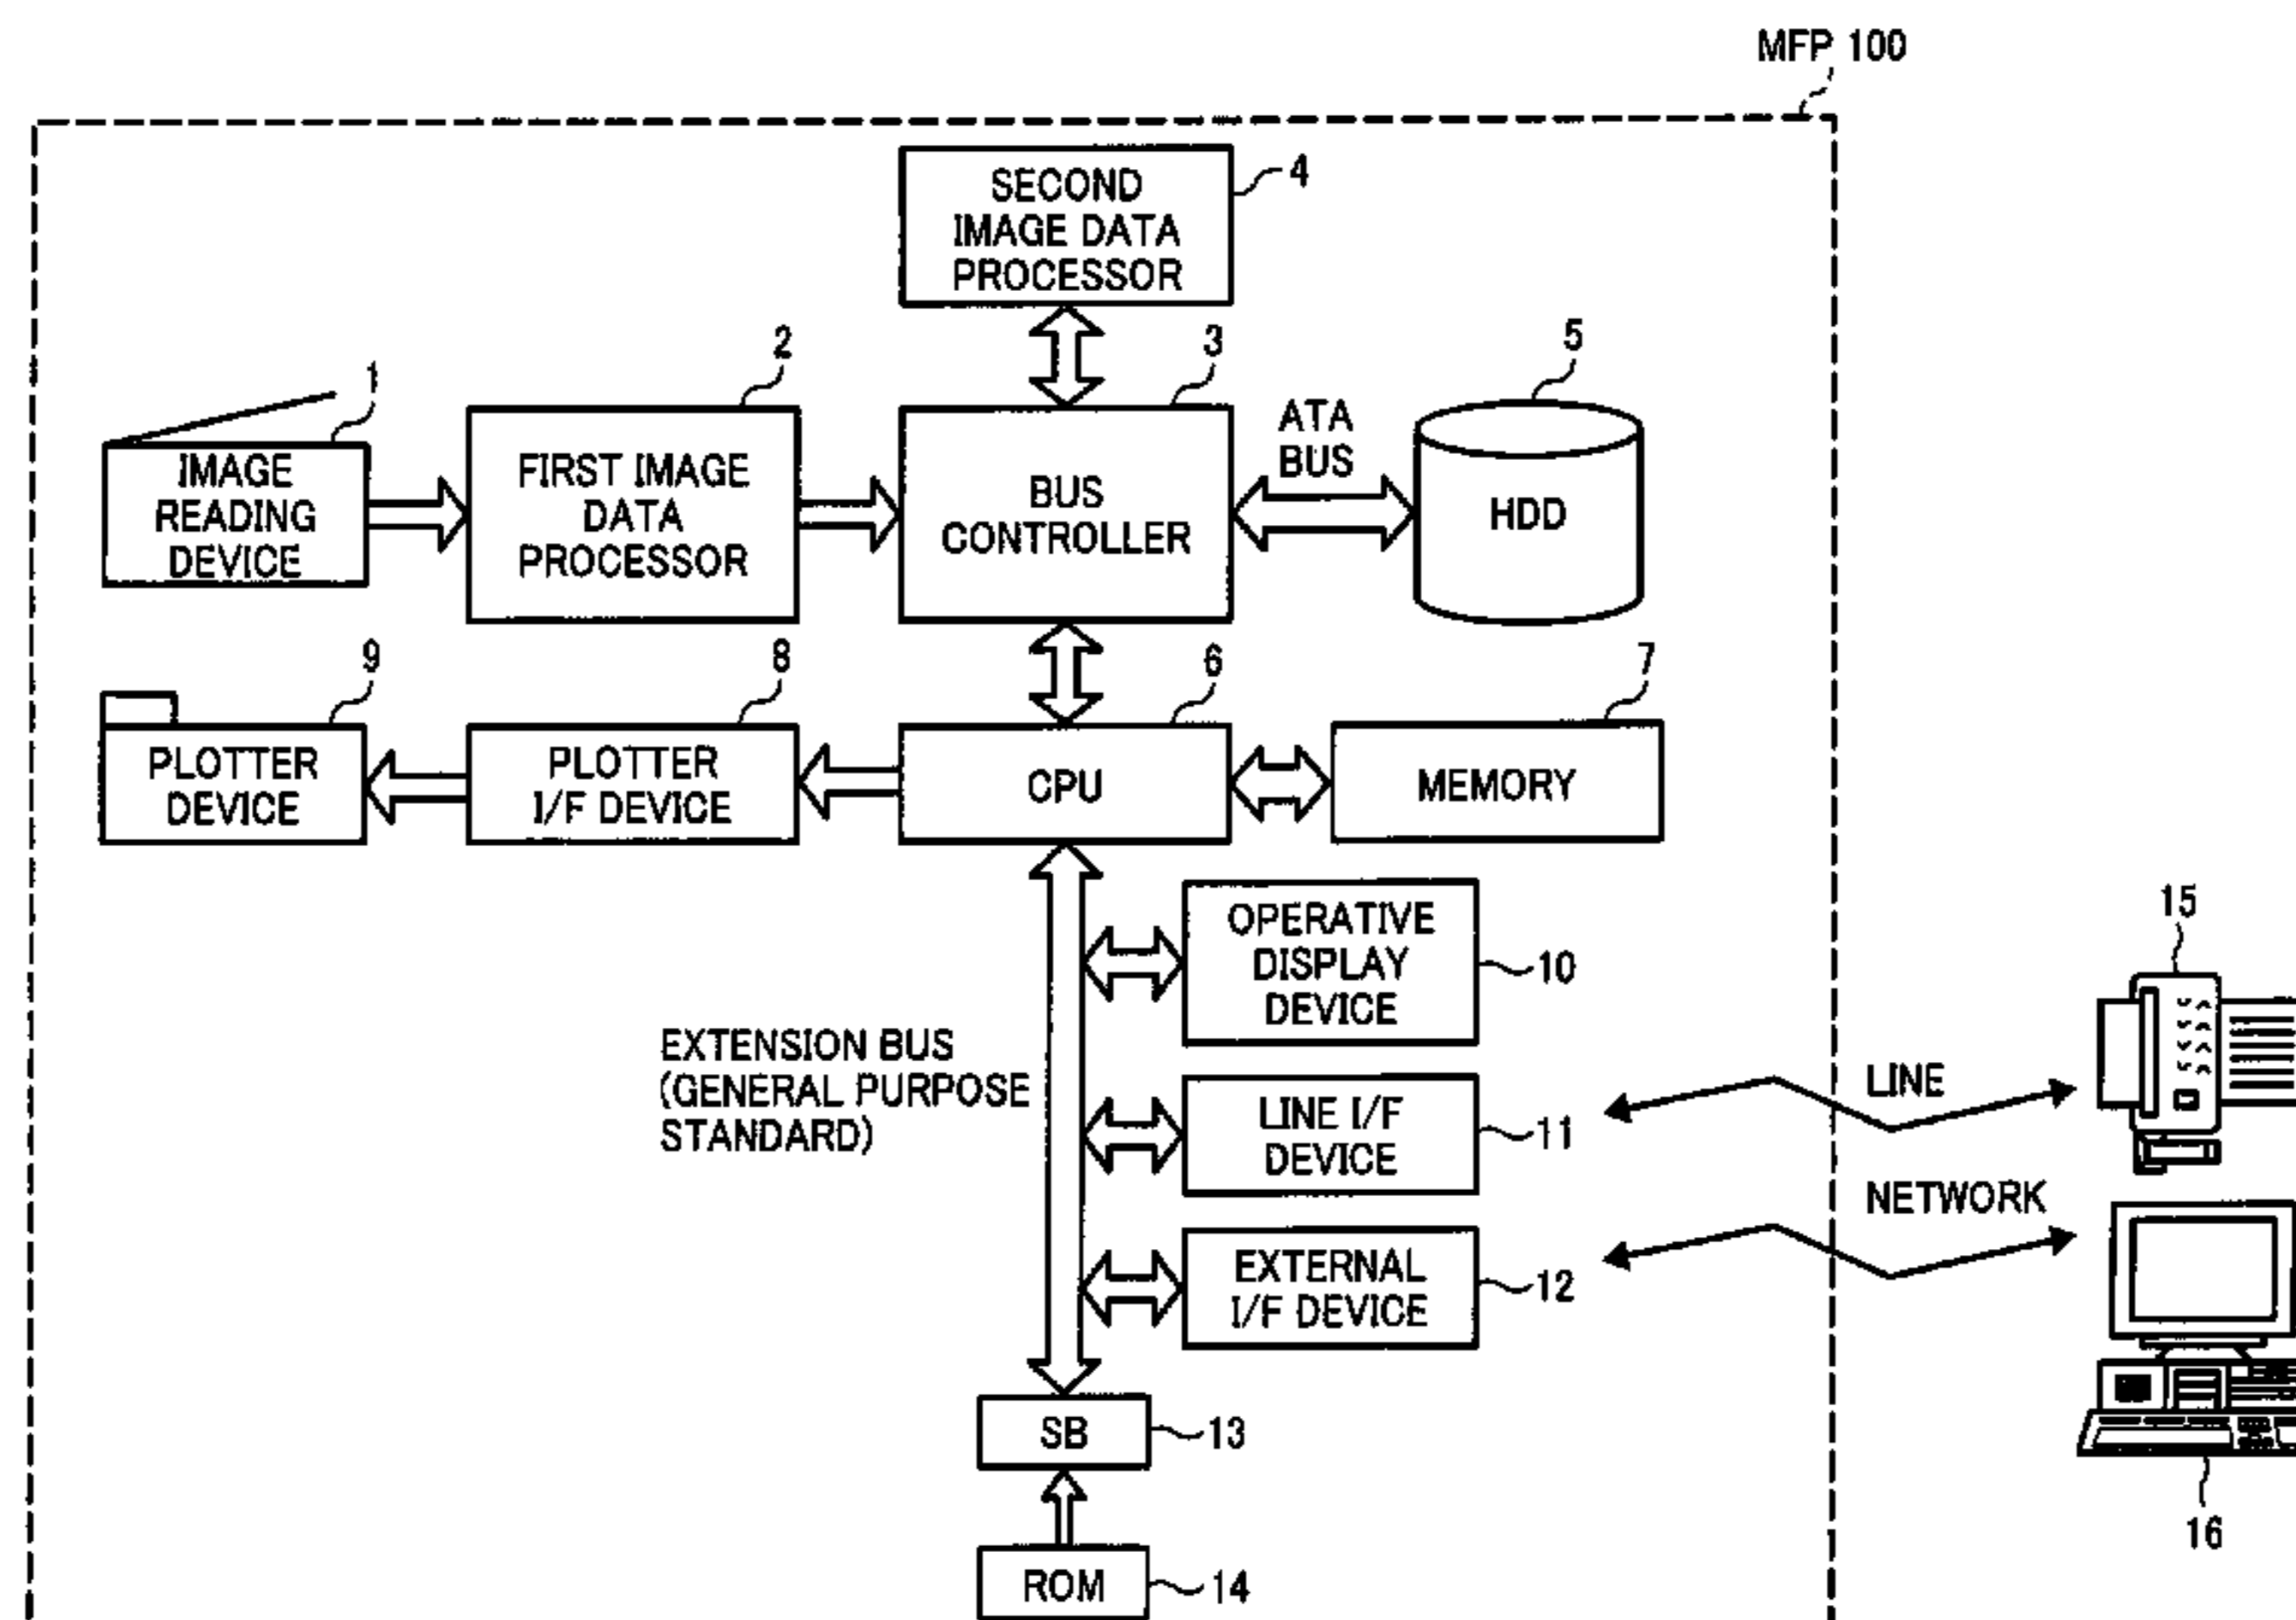 MFP 100
SECOND
IMAGE DATA
PROCESSOR
4
1
IMAGE
READING
DEVICE
2
FIRST IMAGE
DATA
PROCESSOR
3
BUS
CONTROLLER
ATA
BUS
5
HDD
9
PLOTTER
DEVICE
8
PLOTTER
I/F DEVICE
6
CPU
7
MEMORY
EXTENSION BUS
(GENERAL PURPOSE
STANDARD)
OPERATIVE
DISPLAY
DEVICE
10
LINE I/F
DEVICE
11
EXTERNAL
I/F DEVICE
12
LINE
15
NETWORK
16
SB
13
ROM
14